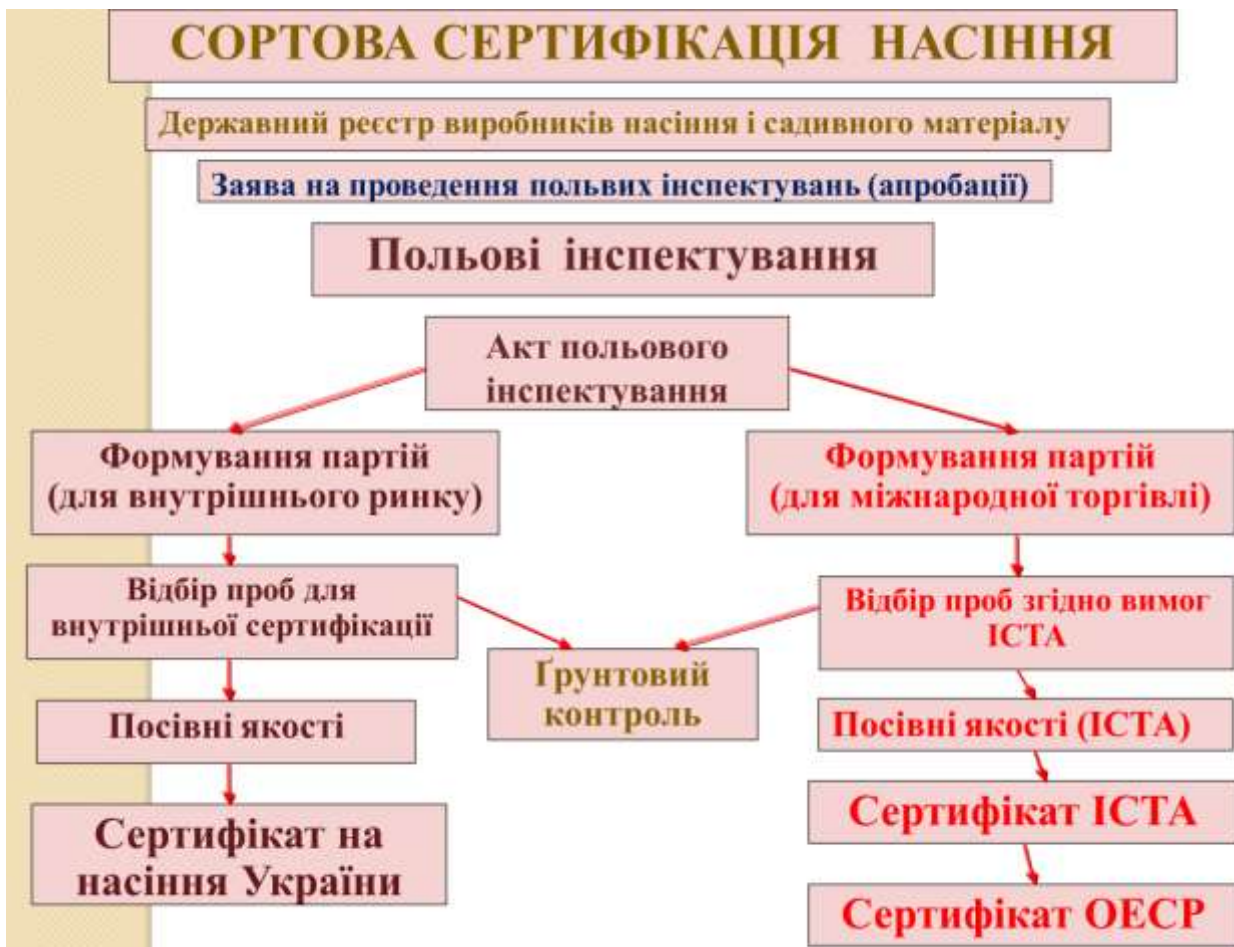 СОРТОВА СЕРТИФІКАЦІЯ НАСІННЯ
Державний реєстр виробників насіння і садивного матеріалу
Заява на проведення польвих інспектувань (апробації)
Польові інспектування
Акт польового
інспектування
Формування партій
(для внутрішнього ринку)
Формування партій
(для міжнародної торгівлі)
Відбір проб для
внутрішньої сертифікації
Відбір проб згідно вимог
ІСТА
Ґрунтовий
контроль
Посівні якості
Посівні якості (ІСТА)
Сертифікат на
насіння України
Сертифікат ІСТА
Сертифікат ОЕСР